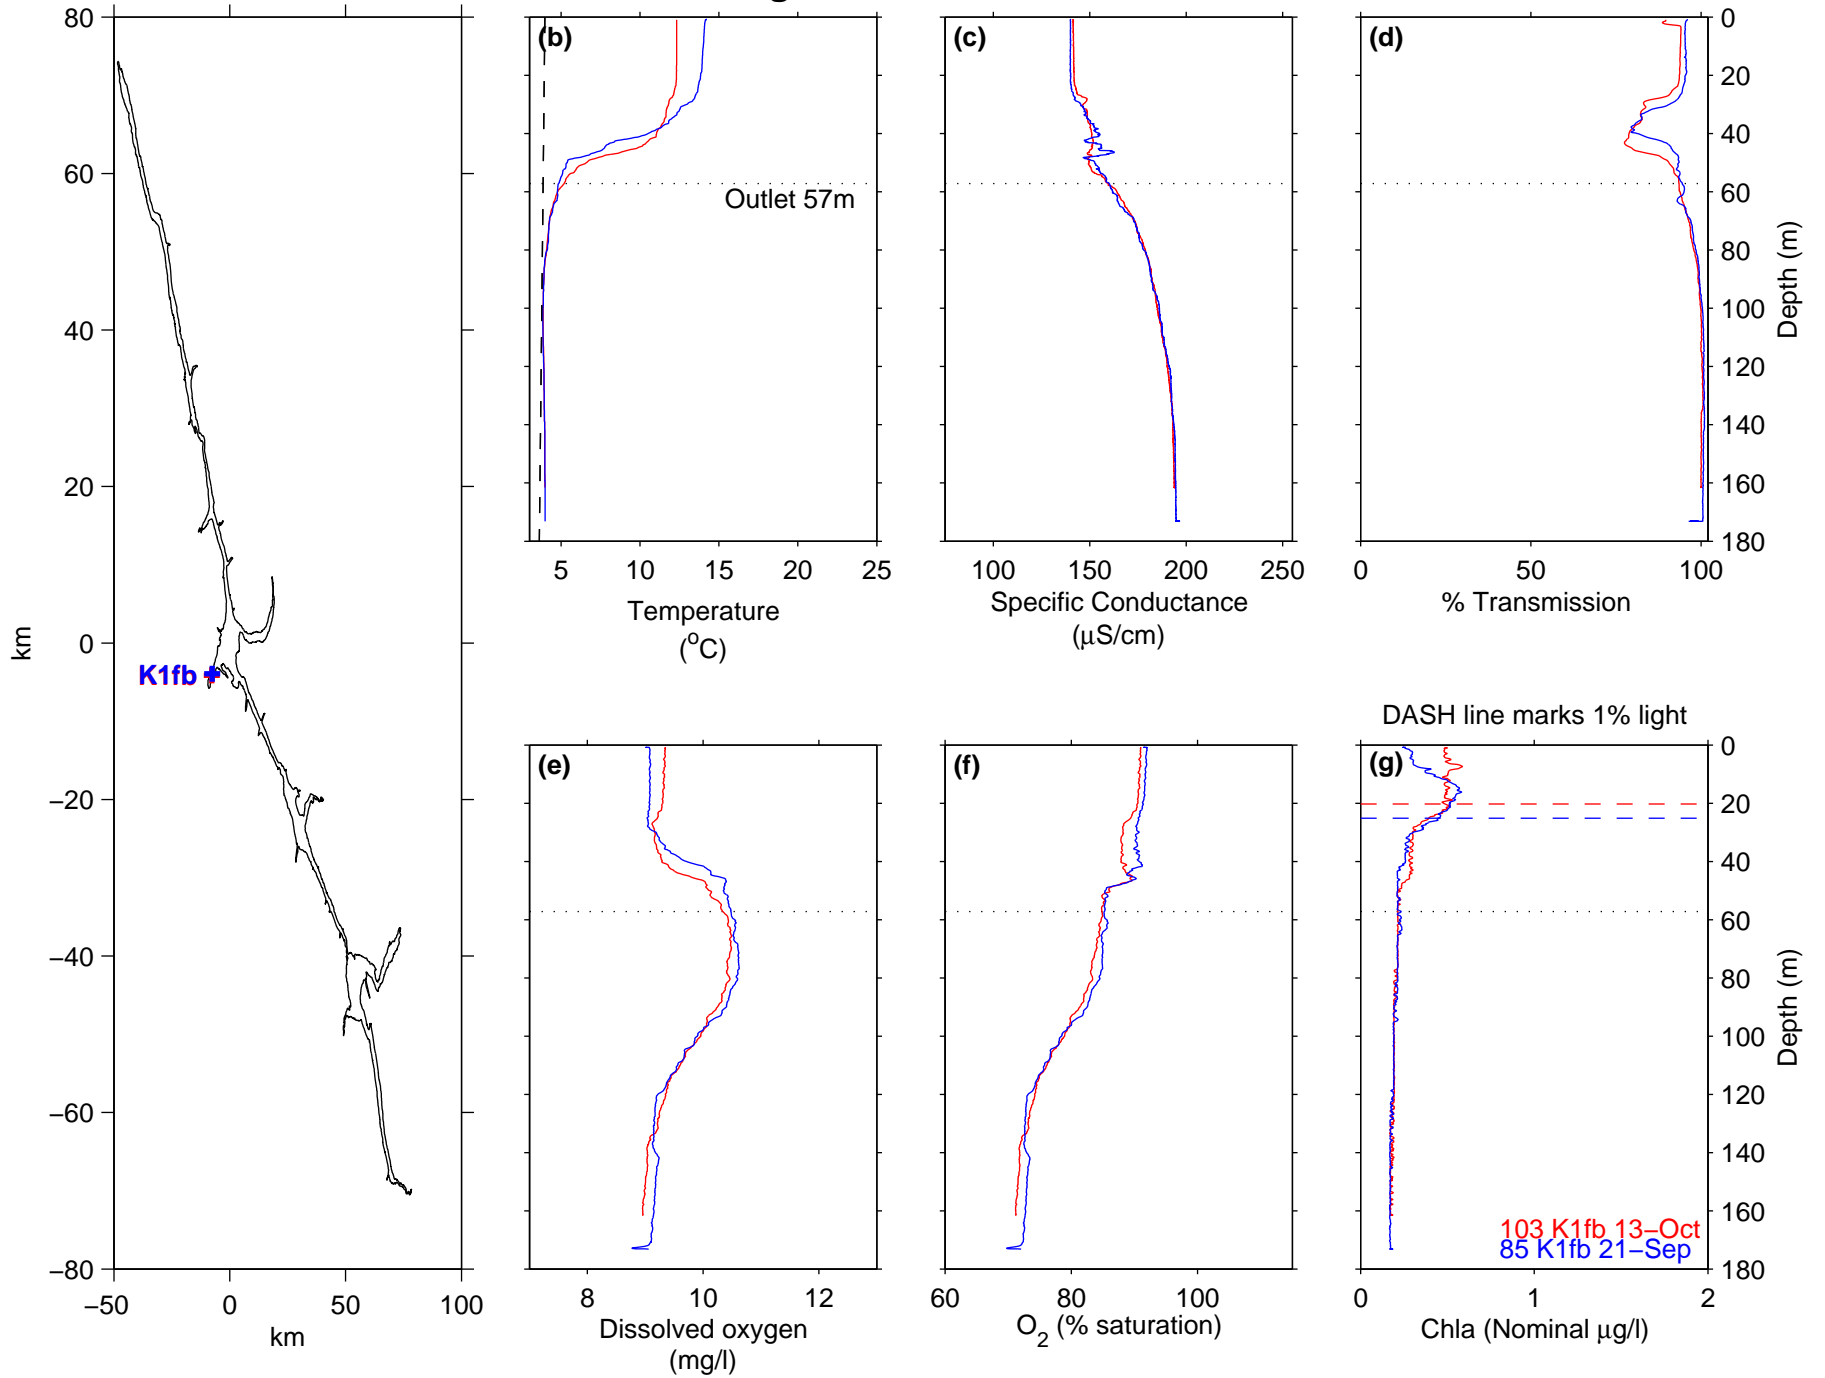 80
60
40
20
0
−20
−40
−60
−80
km
−50
0
50
100
km
K1fb
(b)
Outlet 57m
5
10
15
20
25
Temperature
(°C)
(c)
100
150
200
250
Specific Conductance
(μS/cm)
(d)
0
50
100
% Transmission
0
20
40
60
80
100
120
140
160
180
Depth (m)
(e)
8
10
12
Dissolved oxygen
(mg/l)
(f)
60
80
100
O2 (% saturation)
DASH line marks 1% light
(g)
103 K1fb 13−Oct
85 K1fb 21−Sep
0
1
2
Chla (Nominal μg/l)
0
20
40
60
80
100
120
140
160
180
Depth (m)